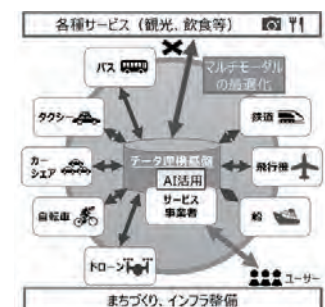 各種サービス（観光、飲食等）
バス
マルチモーダル
の最適化
タクシー
鉄道
カー
シェア
データ連携基盤
飛行機
AI活用
サービス
事業者
自転車
船
ドローン
ユーザー
まちづくり、インフラ整備